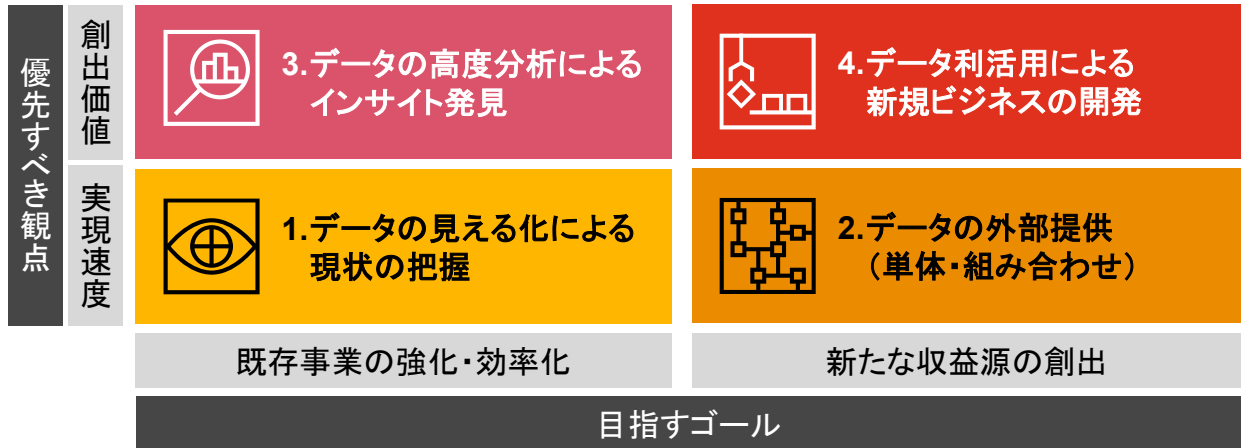 優先すべき観点
創出価値
3.データの高度分析による
インサイト発見
4.データ利活用による
新規ビジネスの開発
実現速度
1.データの見える化による
現状の把握
2.データの外部提供
（単体・組み合わせ）
既存事業の強化・効率化
新たな収益源の創出
目指すゴール